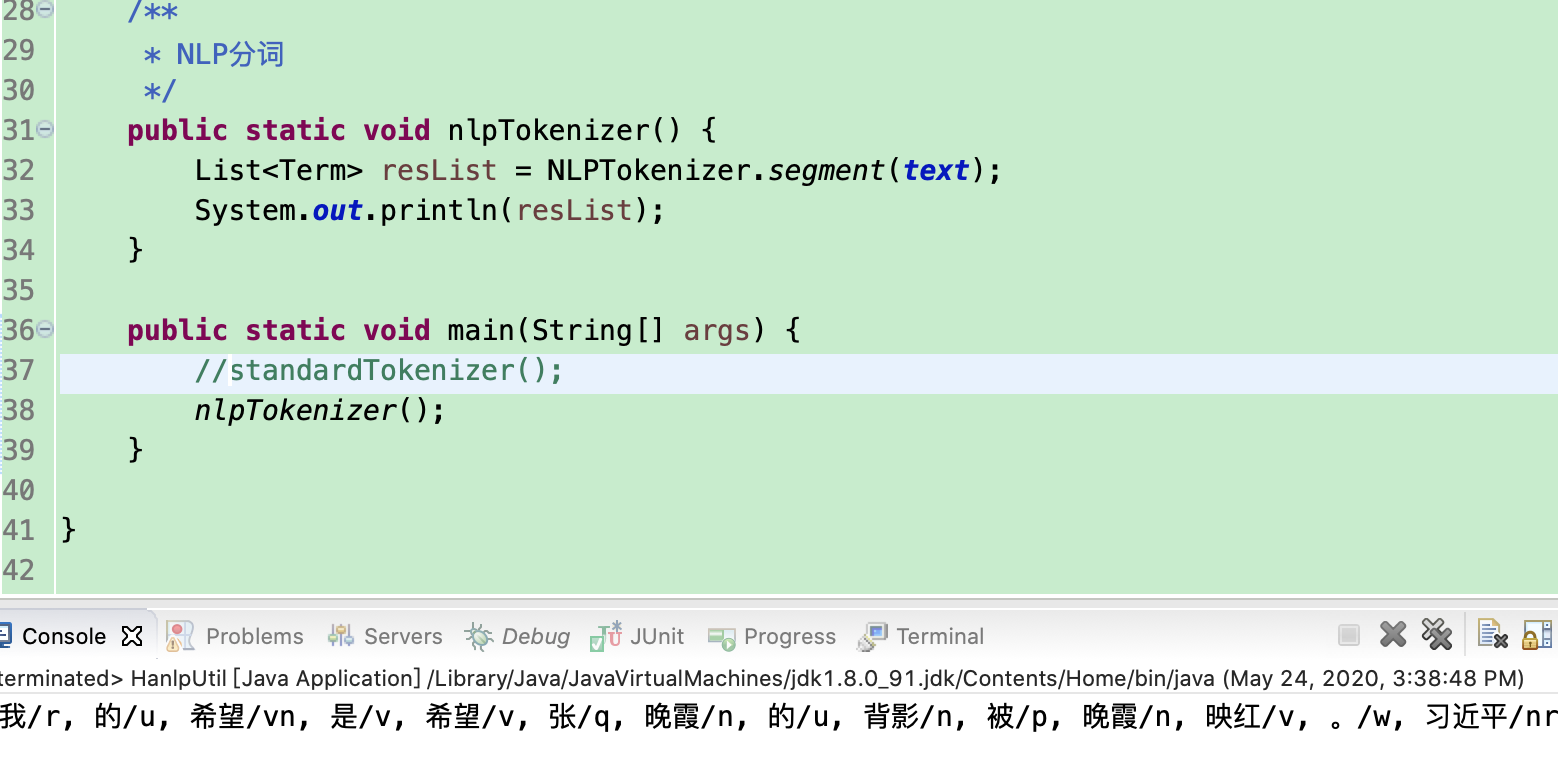 28 /**
29 * NLP分词
30 */
31 public static void nlpTokenizer() {
32 List<Term> resList = NLPTokenizer.segment(text);
33 System.out.println(resList);
34 }
35
36 public static void main(String[] args) {
37 //standardTokenizer();
38 nlpTokenizer();
39 }
40
41 }
42
Console Problems Servers Debug JUnit Progress Terminal
terminated> HanlpUtil [Java Application] /Library/Java/JavaVirtualMachines/jdk1.8.0_91.jdk/Contents/Home/bin/java (May 24, 2020, 3:38:48 PM)
我/r, 的/u, 希望/vn, 是/v, 希望/v, 张/q, 晚霞/n, 的/u, 背影/n, 被/p, 晚霞/n, 映红/v, 。/w, 习近平/nr